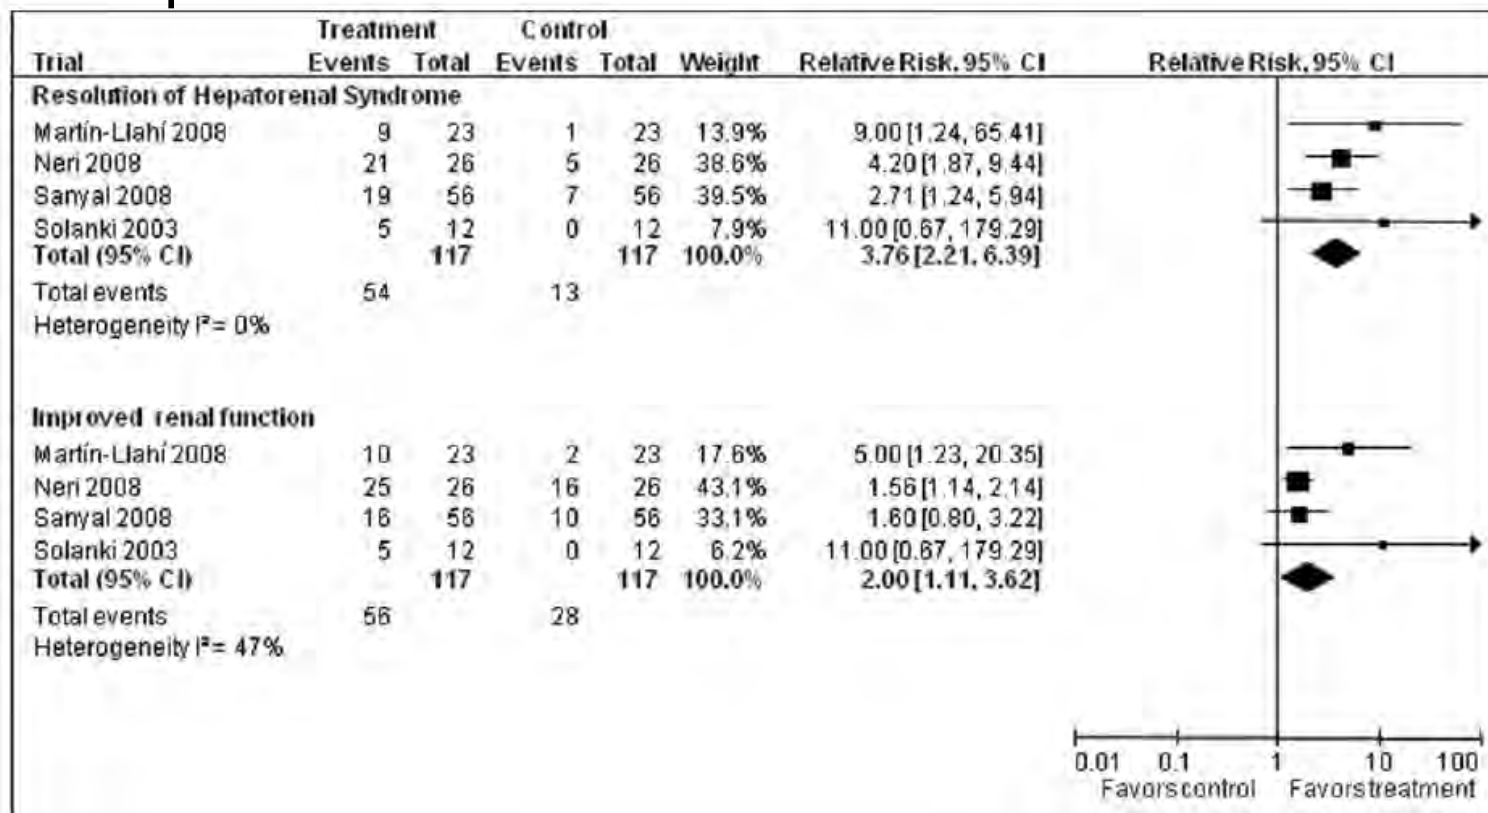 Treatment Control
Trial Events Total Events Total Weight Relative Risk, 95% CI Relative Risk, 95% CI
Resolution of Hepatorenal Syndrome
Martín-Llahí 2008 9 23 1 23 13.9% 9.00 [1.24, 65.41]
Neri 2008 21 26 5 26 38.6% 4.20 [1.87, 9.44]
Sanyal 2008 19 56 7 56 39.5% 2.71 [1.24, 5.94]
Solanki 2003 5 12 0 12 7.9% 11.00 [0.67, 179.29]
Total (95% CI) 117 117 100.0% 3.76 [2.21, 6.39]
Total events 54 13
Heterogeneity I² = 0%
Improved renal function
Martín-Llahí 2008 10 23 2 23 17.6% 5.00 [1.23, 20.35]
Neri 2008 25 26 16 26 43.1% 1.56 [1.14, 2.14]
Sanyal 2008 16 56 10 56 33.1% 1.60 [0.80, 3.22]
Solanki 2003 5 12 0 12 6.2% 11.00 [0.67, 179.29]
Total (95% CI) 117 117 100.0% 2.00 [1.11, 3.62]
Total events 56 28
Heterogeneity I² = 47%
0.01 0.1 1 10 100
Favors control Favors treatment